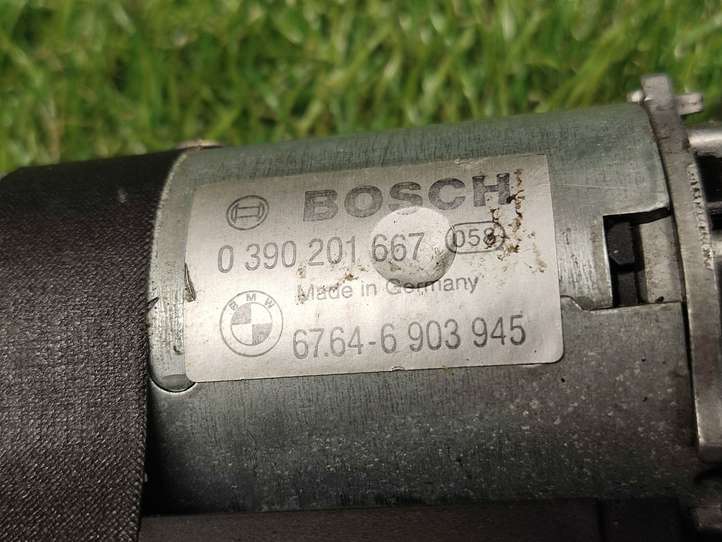 BOSCH
0 390 201 667 058
Made in Germany
BMW
67.64-6 903 945